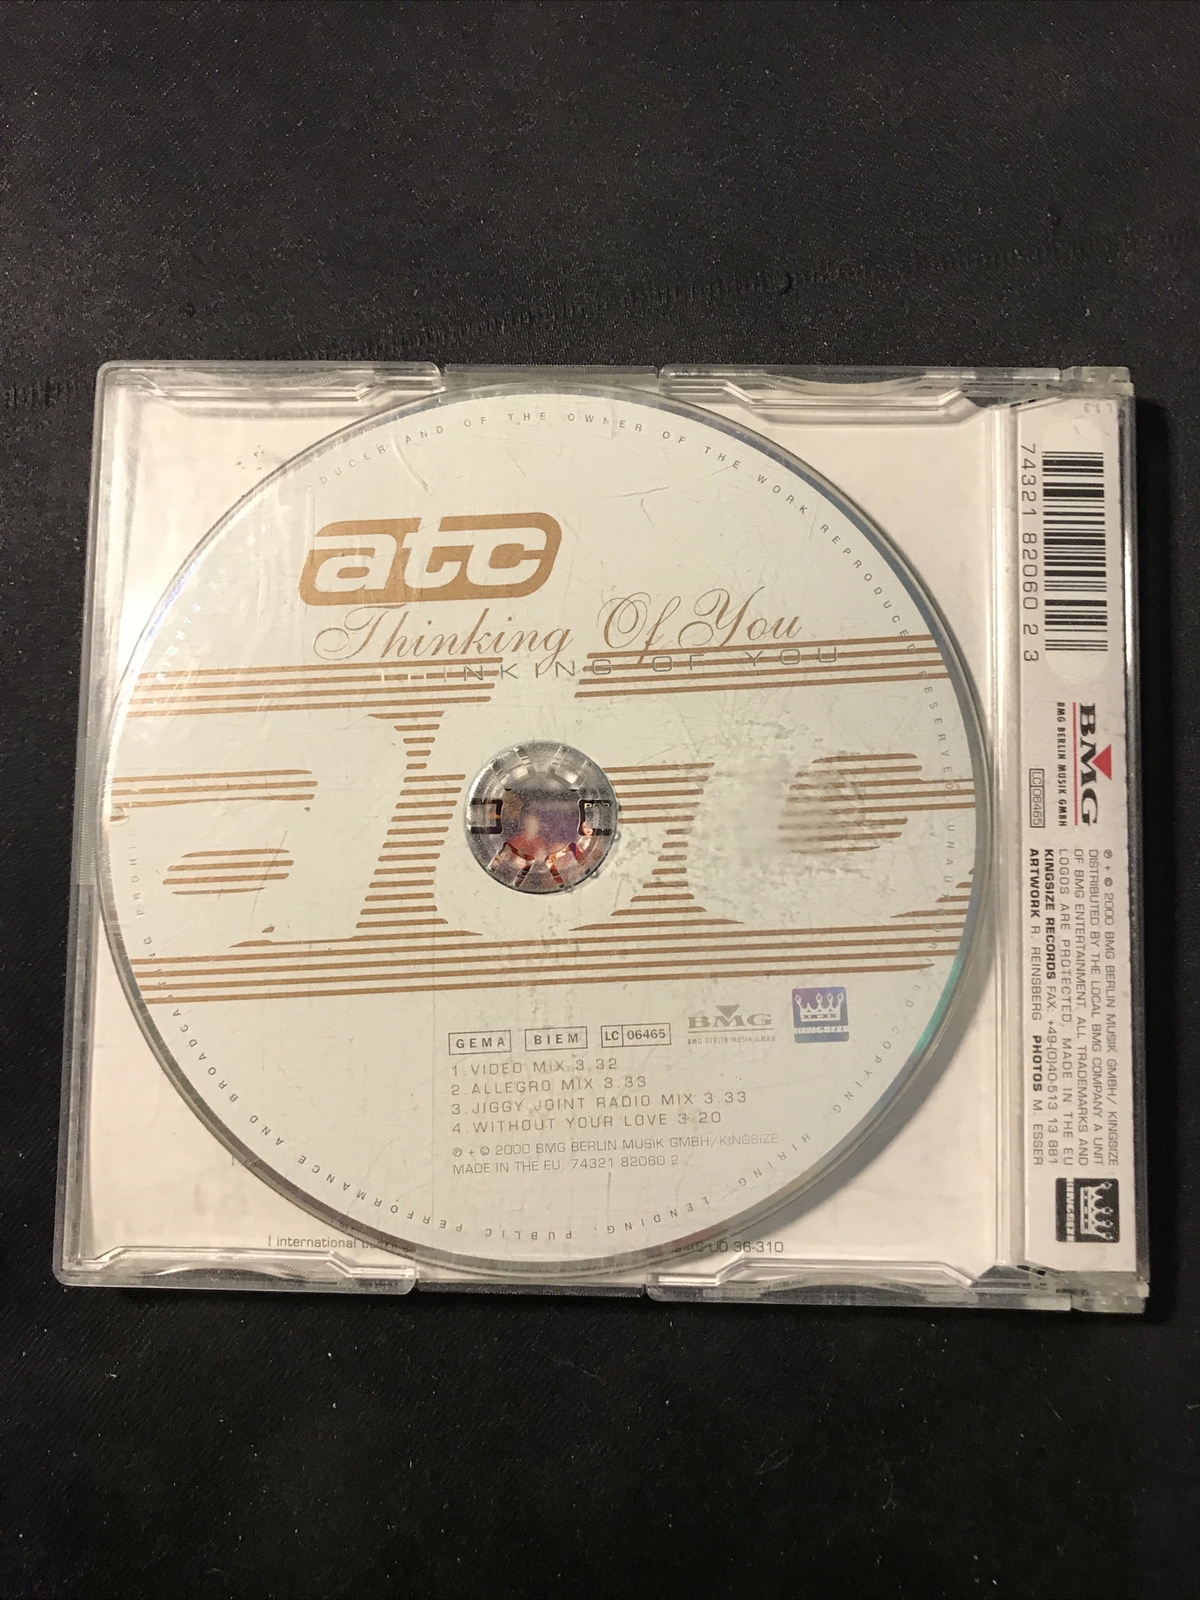 DUCER AND OF THE OWNER OF THE WORK REPRODUCED RESERVED UNAUTHORIZED COPYING, HIRING, LENDING, PUBLIC PERFORMANCE AND BROADCASTING PROHI
atc
Thinking Of You
INKING OF YOU
atc
GEMA BIEM LC 06465 BMG
BMG BERLIN MUSIK GMBH
KINGSIZE
1. VIDEO MIX 3.32
2. ALLEGRO MIX 3.33
3. JIGGY JOINT RADIO MIX 3.33
4. WITHOUT YOUR LOVE 3.20
℗ + © 2000 BMG BERLIN MUSIK GMBH/KINGSIZE
MADE IN THE EU. 74321 82060 2
international
36-310
74321 82060 2 3
BMG
BMG BERLIN MUSIK GMBH
LC 06465
℗ + © 2000 BMG BERLIN MUSIK GMBH/ KINGSIZE
DISTRIBUTED BY THE LOCAL BMG COMPANY A UNIT
OF BMG ENTERTAINMENT. ALL TRADEMARKS AND
LOGOS ARE PROTECTED, MADE IN THE EU
KINGSIZE RECORDS FAX: +49-(0)40-513 13 881
ARTWORK R. REINSBERG PHOTOS M. ESSER
KINGSIZE